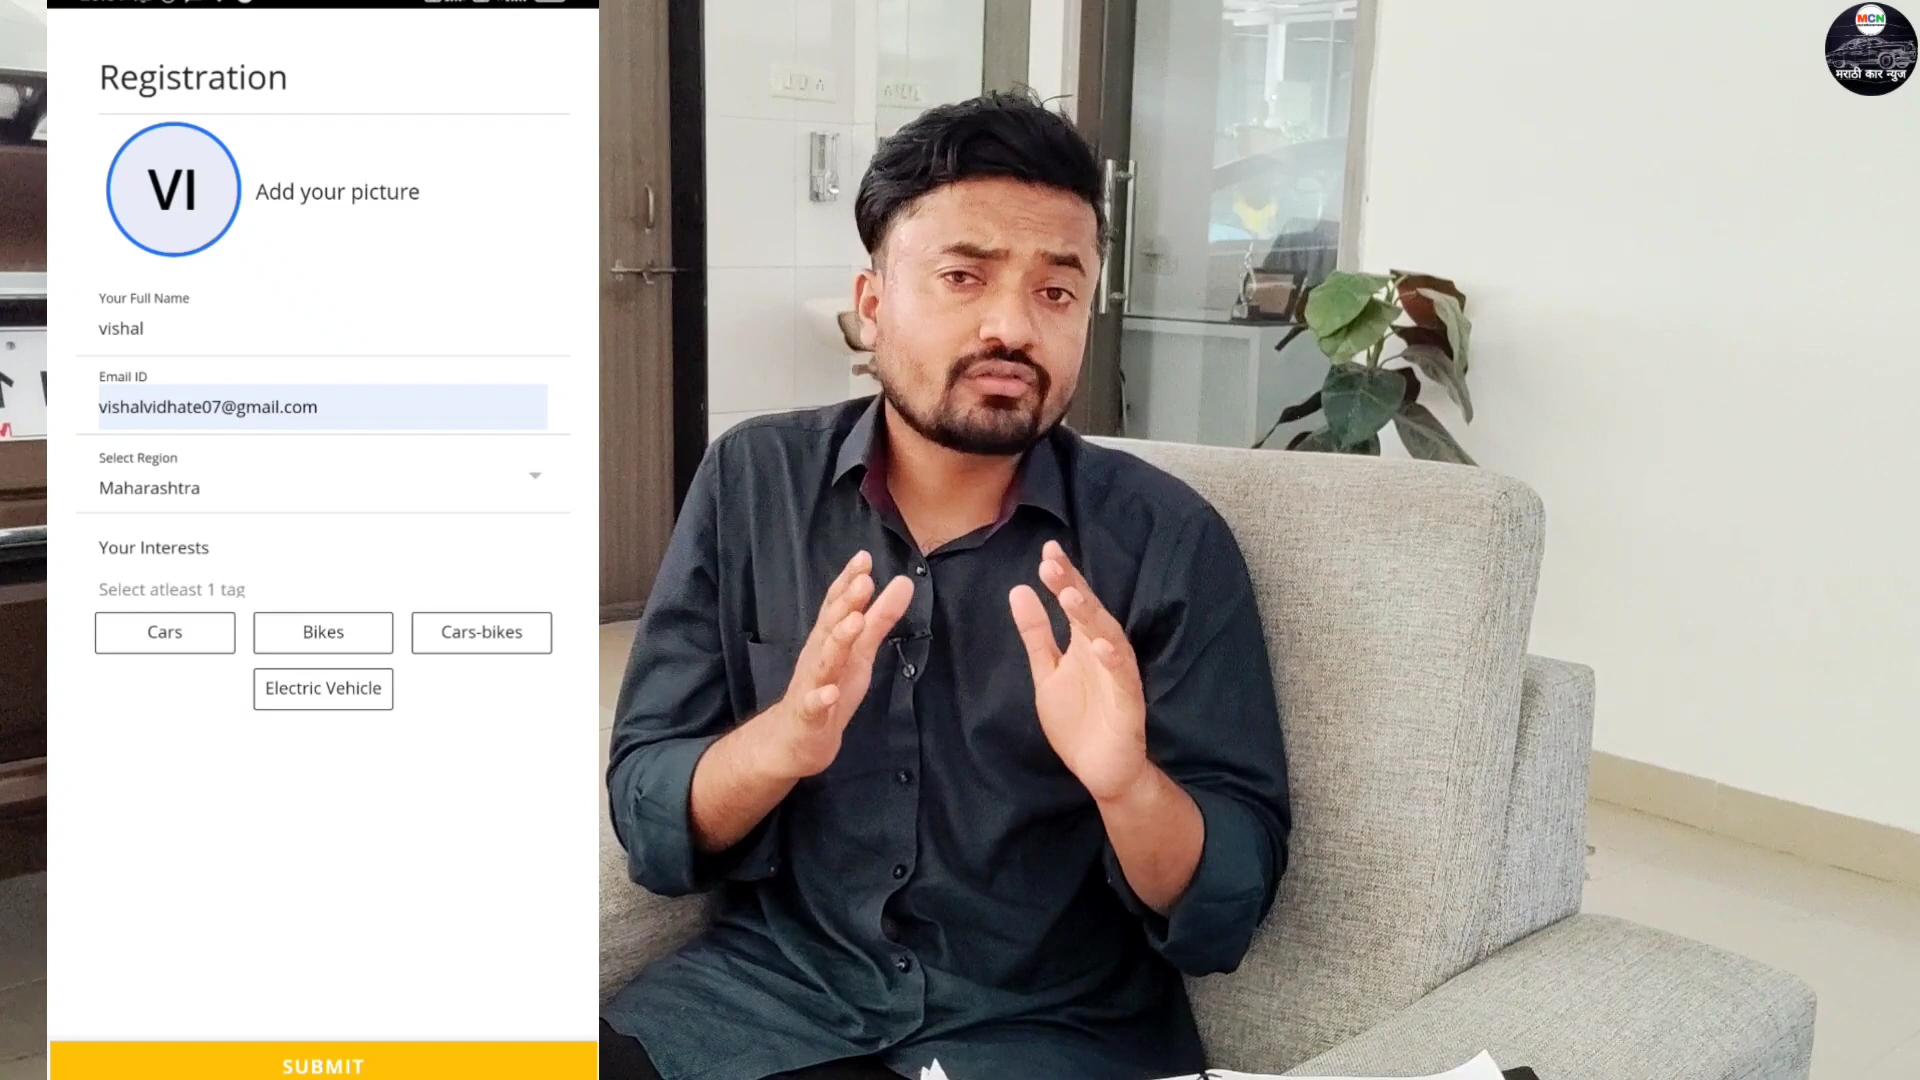 Registration
VI
Add your picture
Your Full Name
vishal
Email ID
vishalvidhate07@gmail.com
Select Region
Maharashtra
Your Interests
Select atleast 1 tag
Cars
Bikes
Cars-bikes
Electric Vehicle
SUBMIT
MCN
मराठी कार न्युज